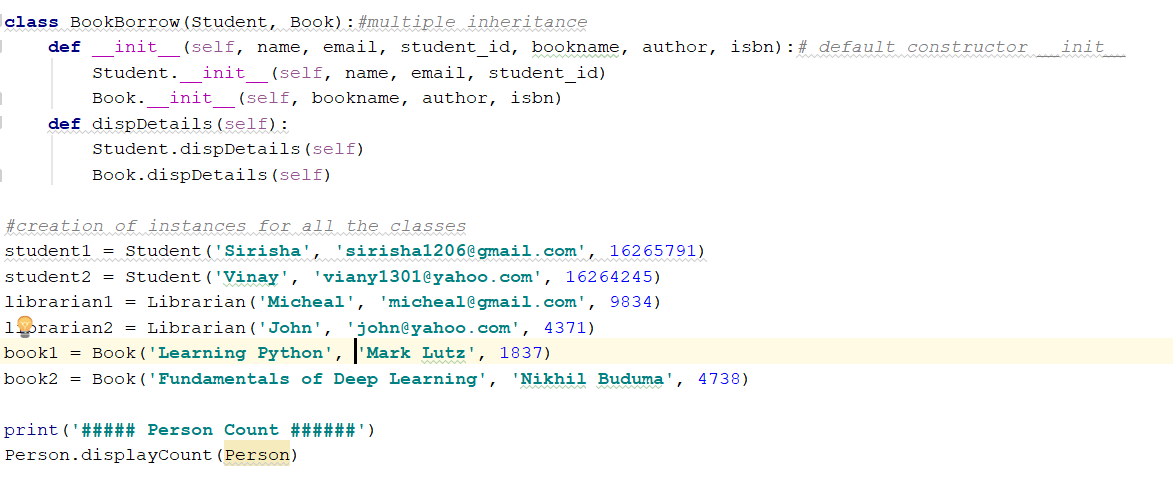 class BookBorrow(Student, Book):#multiple inheritance
    def __init__(self, name, email, student_id, bookname, author, isbn):# default constructor __init__
        Student.__init__(self, name, email, student_id)
        Book.__init__(self, bookname, author, isbn)
    def dispDetails(self):
        Student.dispDetails(self)
        Book.dispDetails(self)
#creation of instances for all the classes
student1 = Student('Sirisha', 'sirisha1206@gmail.com', 16265791)
student2 = Student('Vinay', 'viany1301@yahoo.com', 16264245)
librarian1 = Librarian('Micheal', 'micheal@gmail.com', 9834)
librarian2 = Librarian('John', 'john@yahoo.com', 4371)
book1 = Book('Learning Python', 'Mark Lutz', 1837)
book2 = Book('Fundamentals of Deep Learning', 'Nikhil Buduma', 4738)
print('##### Person Count ######')
Person.displayCount(Person)